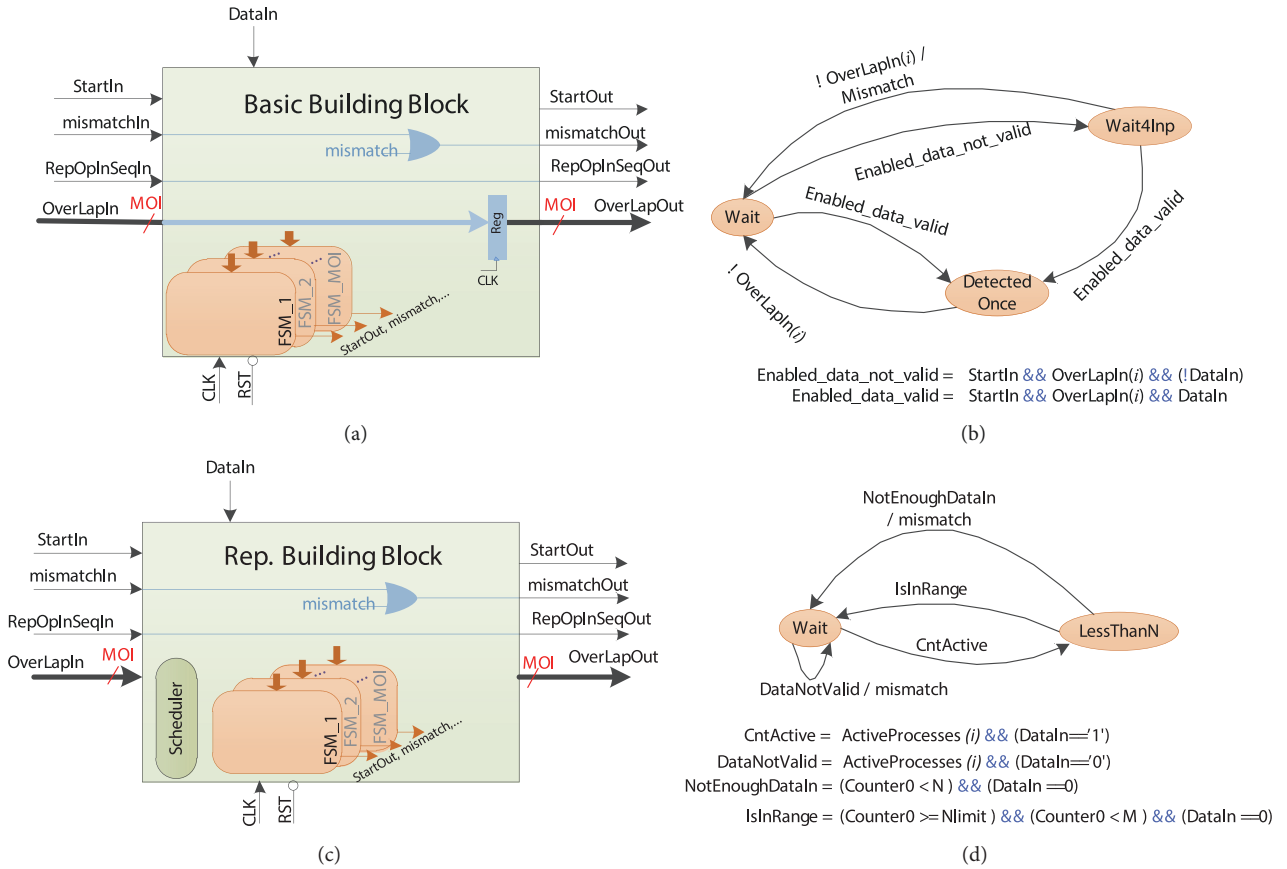 DataIn
StartIn
mismatchIn
RepOpInSeqIn
OverLapIn
MOI
Basic Building Block
mismatch
Reg
CLK
StartOut
mismatchOut
RepOpInSeqOut
MOI
OverLapOut
FSM_1
FSM_2
FSM_MOI
StartOut, mismatch,...
CLK
RST
(a)
! OverLapIn(i) /
Mismatch
Wait4Inp
Enabled_data_not_valid
Wait
Enabled_data_valid
Enabled_data_valid
Detected
Once
! OverLapIn(i)
Enabled_data_not_valid = StartIn && OverLapIn(i) && (!DataIn)
Enabled_data_valid = StartIn && OverLapIn(i) && DataIn
(b)
DataIn
StartIn
mismatchIn
RepOpInSeqIn
OverLapIn
MOI
Rep. Building Block
mismatch
StartOut
mismatchOut
RepOpInSeqOut
MOI
OverLapOut
Scheduler
FSM_1
FSM_2
FSM_MOI
StartOut, mismatch,...
CLK
RST
(c)
NotEnoughDataIn
/ mismatch
IsInRange
Wait
LessThanN
CntActive
DataNotValid / mismatch
CntActive = ActiveProcesses (i) && (DataIn=='1')
DataNotValid = ActiveProcesses (i) && (DataIn=='0')
NotEnoughDataIn = (Counter0 < N ) && (DataIn ==0)
IsInRange = (Counter0 >= Nlimit ) && (Counter0 < M ) && (DataIn ==0)
(d)